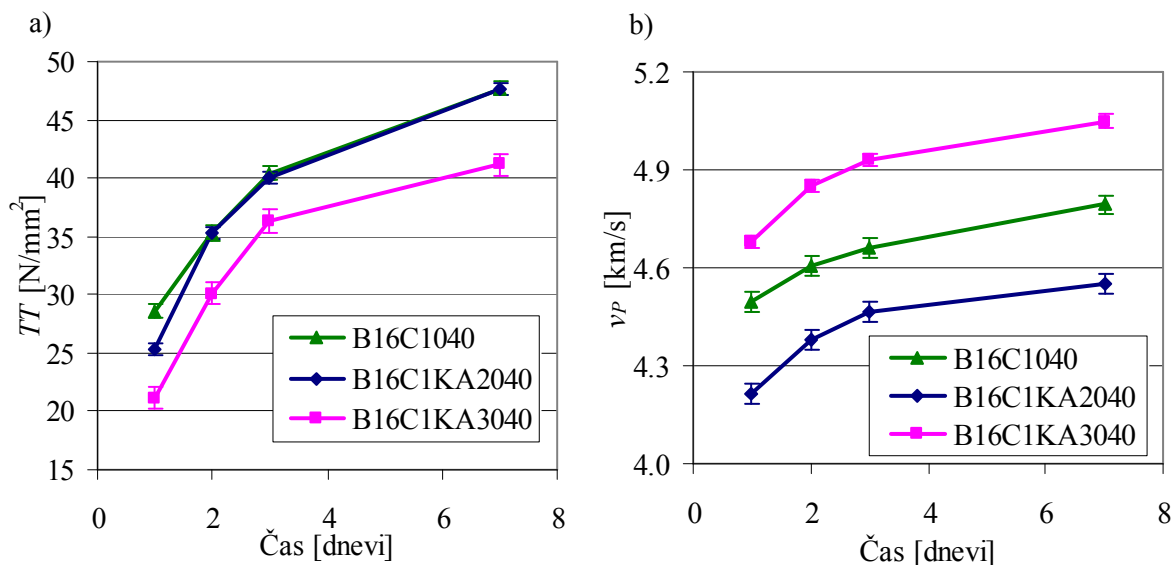 a)
TT [N/mm²]
50
45
40
35
30
25
20
15
B16C1040
B16C1KA2040
B16C1KA3040
0 2 4 6 8
Čas [dnevi]
b)
vP [km/s]
5.2
4.9
4.6
4.3
4.0
B16C1040
B16C1KA2040
B16C1KA3040
0 2 4 6 8
Čas [dnevi]